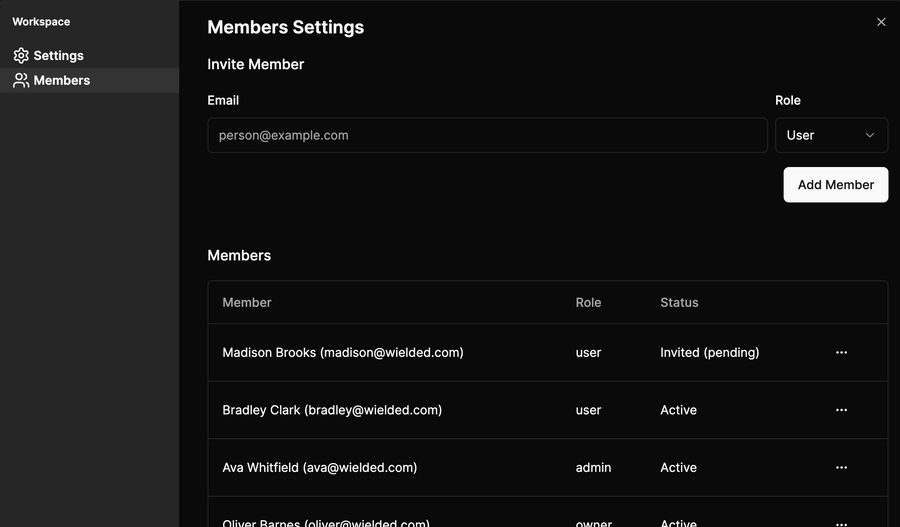 Workspace
Settings
Members
Members Settings
Invite Member
Email
Role
person@example.com
User
Add Member
Members
Member Role Status
Madison Brooks (madison@wielded.com) user Invited (pending)
Bradley Clark (bradley@wielded.com) user Active
Ava Whitfield (ava@wielded.com) admin Active
Oliver Barnes (oliver@wielded.com) owner Active